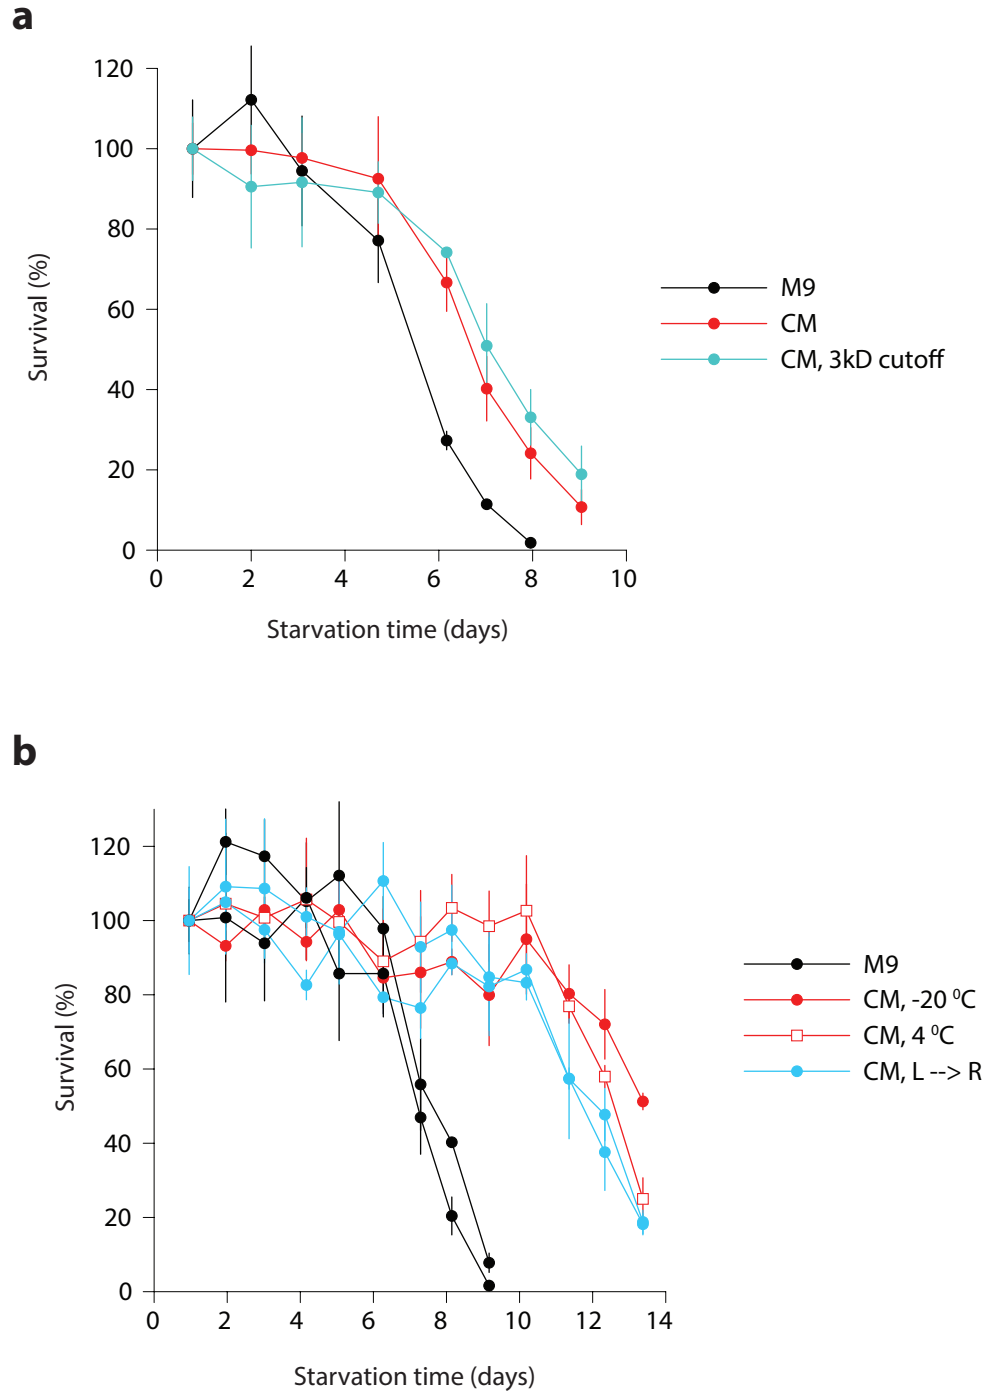 a
120
100
80
60
40
20
0
0 2 4 6 8 10
Survival (%)
Starvation time (days)
M9
CM
CM, 3kD cutoff
b
120
100
80
60
40
20
0
0 2 4 6 8 10 12 14
Survival (%)
Starvation time (days)
M9
CM, -20 ⁰C
CM, 4 ⁰C
CM, L --> R